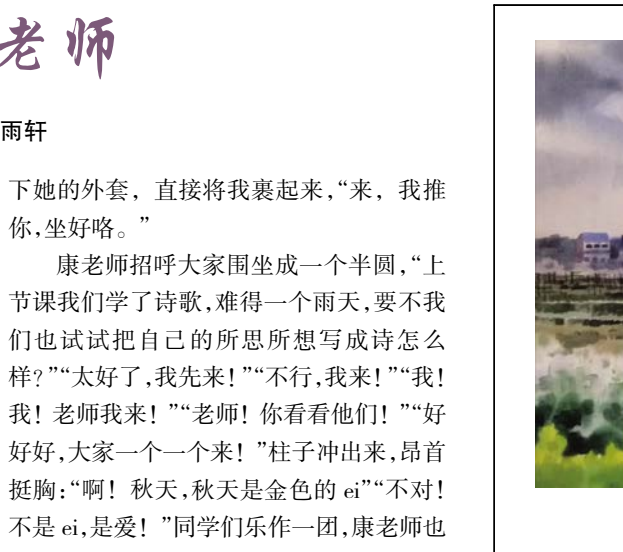 老师
雨轩
下她的外套，直接将我裹起来，“来，我推
你，坐好咯。”
康老师招呼大家围坐成一个半圆，“上
节课我们学了诗歌，难得一个雨天，要不我
们也试试把自己的所思所想写成诗怎么
样？”“太好了，我先来！”“不行，我来！”“我！
我！老师我来！”“老师！你看看他们！”“好
好好，大家一个一个来！”柱子冲出来，昂首
挺胸：“啊！秋天，秋天是金色的 ei”“不对！
不是 ei，是爱！”同学们乐作一团，康老师也